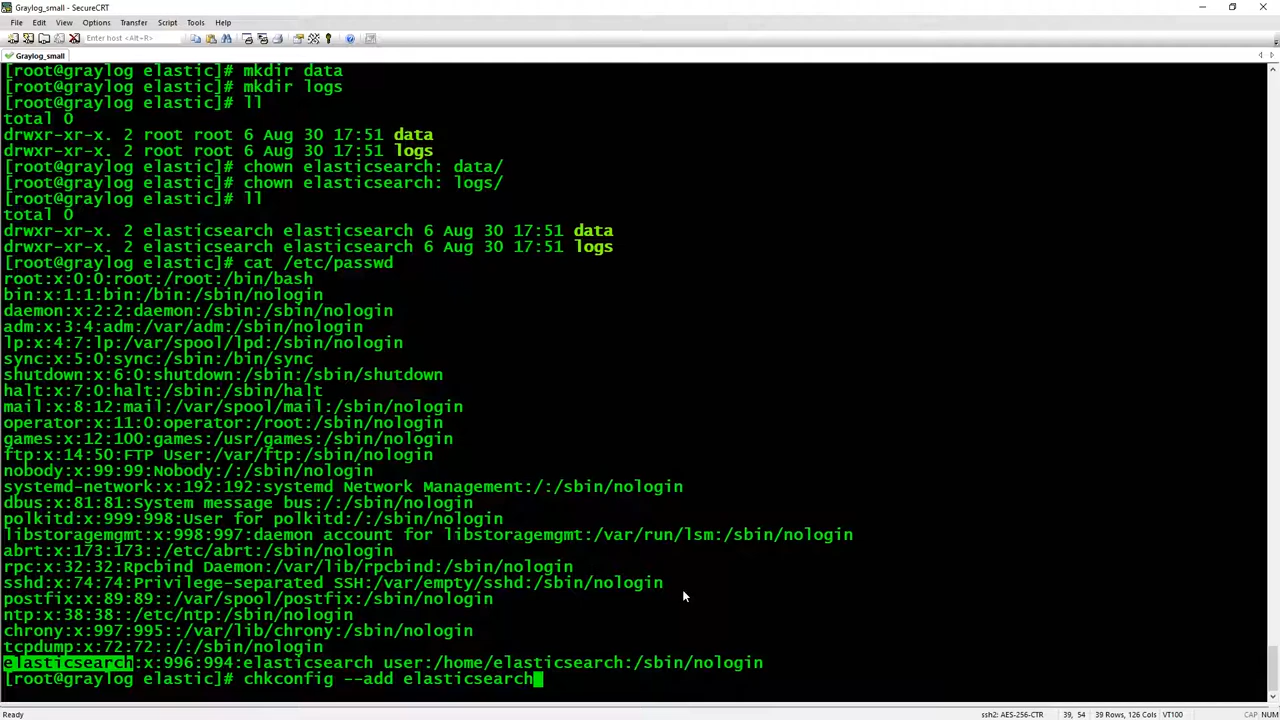 Graylog_small - SecureCRT
File Edit View Options Transfer Script Tools Help
Enter host <Alt+R>
Graylog_small
[root@graylog elastic]# mkdir data
[root@graylog elastic]# mkdir logs
[root@graylog elastic]# ll
total 0
drwxr-xr-x. 2 root root 6 Aug 30 17:51 data
drwxr-xr-x. 2 root root 6 Aug 30 17:51 logs
[root@graylog elastic]# chown elasticsearch: data/
[root@graylog elastic]# chown elasticsearch: logs/
[root@graylog elastic]# ll
total 0
drwxr-xr-x. 2 elasticsearch elasticsearch 6 Aug 30 17:51 data
drwxr-xr-x. 2 elasticsearch elasticsearch 6 Aug 30 17:51 logs
[root@graylog elastic]# cat /etc/passwd
root:x:0:0:root:/root:/bin/bash
bin:x:1:1:bin:/bin:/sbin/nologin
daemon:x:2:2:daemon:/sbin:/sbin/nologin
adm:x:3:4:adm:/var/adm:/sbin/nologin
lp:x:4:7:lp:/var/spool/lpd:/sbin/nologin
sync:x:5:0:sync:/sbin:/bin/sync
shutdown:x:6:0:shutdown:/sbin:/sbin/shutdown
halt:x:7:0:halt:/sbin:/sbin/halt
mail:x:8:12:mail:/var/spool/mail:/sbin/nologin
operator:x:11:0:operator:/root:/sbin/nologin
games:x:12:100:games:/usr/games:/sbin/nologin
ftp:x:14:50:FTP User:/var/ftp:/sbin/nologin
nobody:x:99:99:Nobody:/:/sbin/nologin
systemd-network:x:192:192:systemd Network Management:/:/sbin/nologin
dbus:x:81:81:System message bus:/:/sbin/nologin
polkitd:x:999:998:User for polkitd:/:/sbin/nologin
libstoragemgmt:x:998:997:daemon account for libstoragemgmt:/var/run/lsm:/sbin/nologin
abrt:x:173:173::/etc/abrt:/sbin/nologin
rpc:x:32:32:Rpcbind Daemon:/var/lib/rpcbind:/sbin/nologin
sshd:x:74:74:Privilege-separated SSH:/var/empty/sshd:/sbin/nologin
postfix:x:89:89::/var/spool/postfix:/sbin/nologin
ntp:x:38:38::/etc/ntp:/sbin/nologin
chrony:x:997:995::/var/lib/chrony:/sbin/nologin
tcpdump:x:72:72::/:/sbin/nologin
elasticsearch:x:996:994:elasticsearch user:/home/elasticsearch:/sbin/nologin
[root@graylog elastic]# chkconfig --add elasticsearch
Ready ssh2: AES-256-CTR 39, 54 39 Rows, 126 Cols VT100 CAP NUM